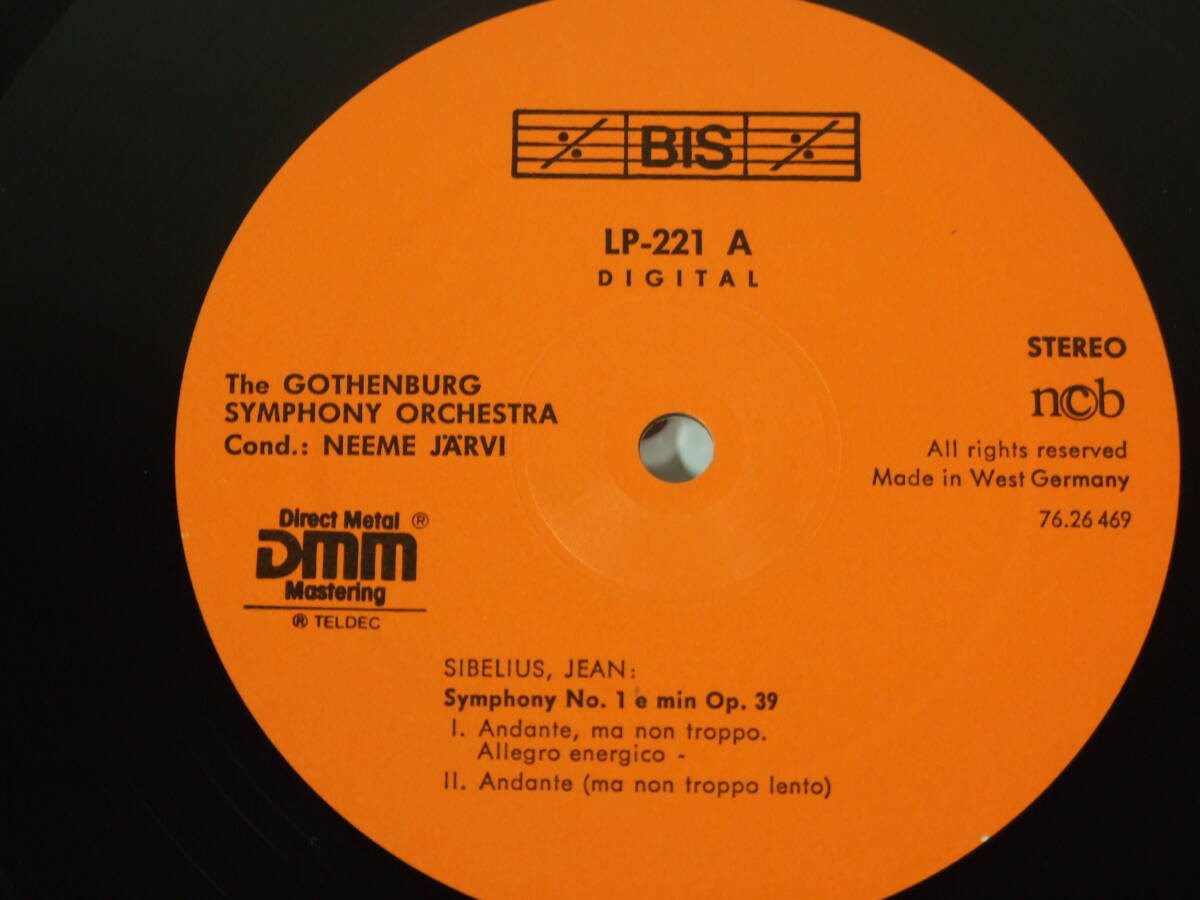 BIS
LP-221 A
DIGITAL
The GOTHENBURG
SYMPHONY ORCHESTRA
Cond.: NEEME JÄRVI
STEREO
ncb
All rights reserved
Made in West Germany
76.26 469
Direct Metal ®
DMM
Mastering
® TELDEC
SIBELIUS, JEAN:
Symphony No. 1 e min Op. 39
I. Andante, ma non troppo.
Allegro energico -
II. Andante (ma non troppo lento)